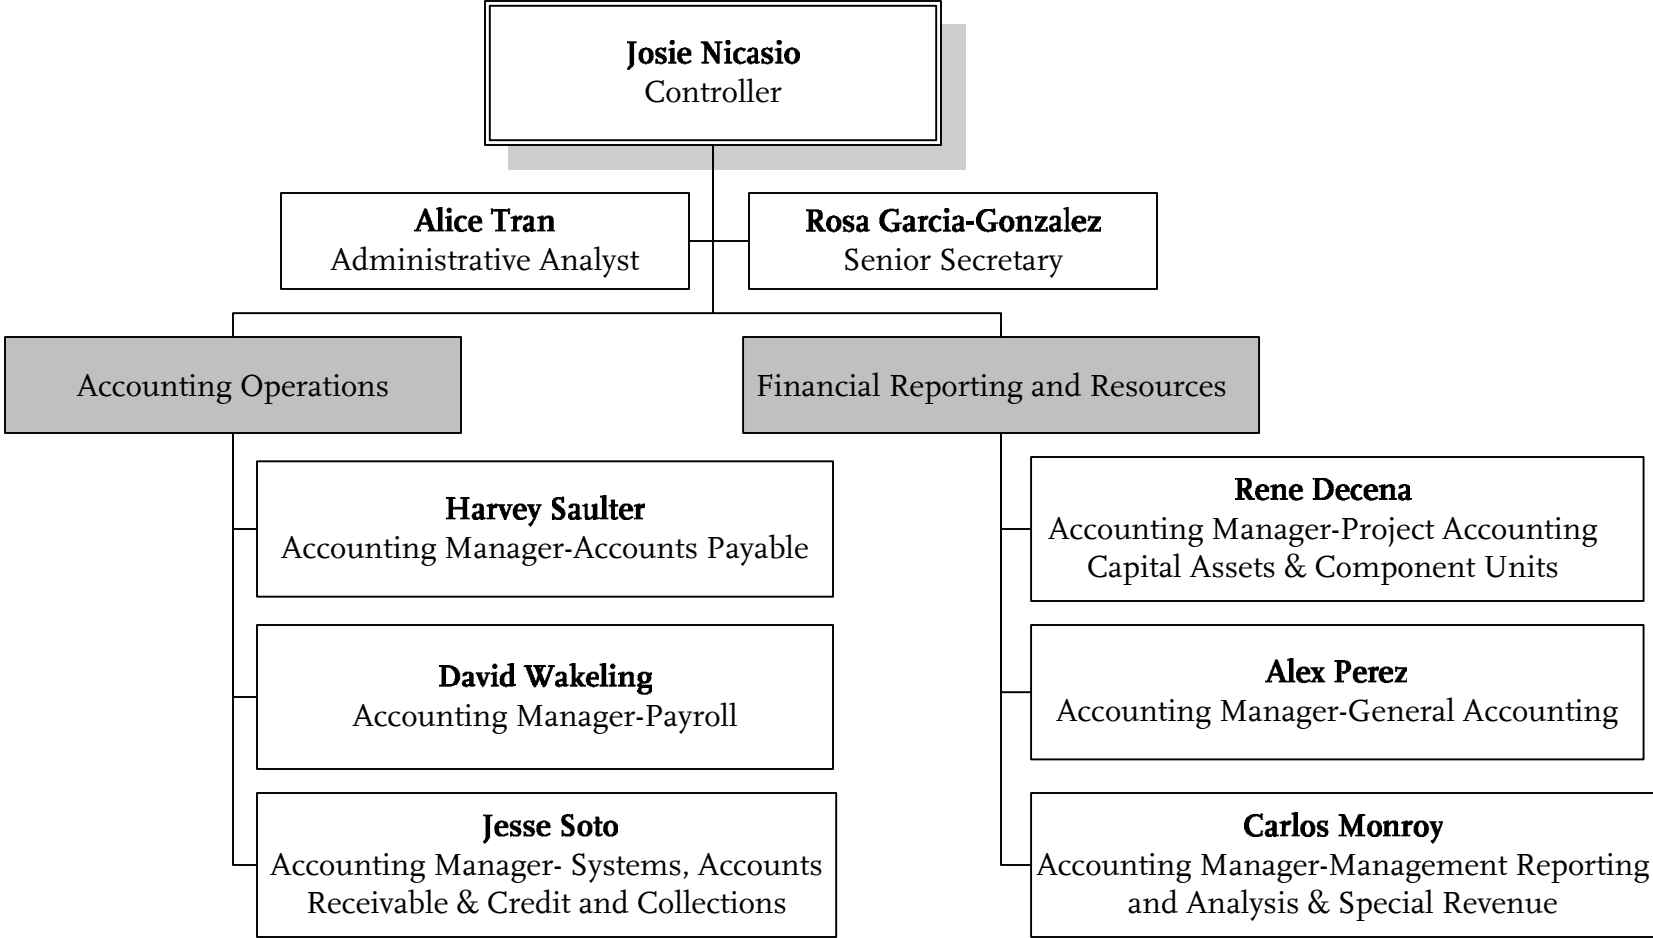 Josie Nicasio
Controller
Alice Tran
Administrative Analyst
Rosa Garcia-Gonzalez
Senior Secretary
Accounting Operations
Financial Reporting and Resources
Harvey Saulter
Accounting Manager-Accounts Payable
David Wakeling
Accounting Manager-Payroll
Jesse Soto
Accounting Manager- Systems, Accounts
Receivable & Credit and Collections
Rene Decena
Accounting Manager-Project Accounting
Capital Assets & Component Units
Alex Perez
Accounting Manager-General Accounting
Carlos Monroy
Accounting Manager-Management Reporting
and Analysis & Special Revenue